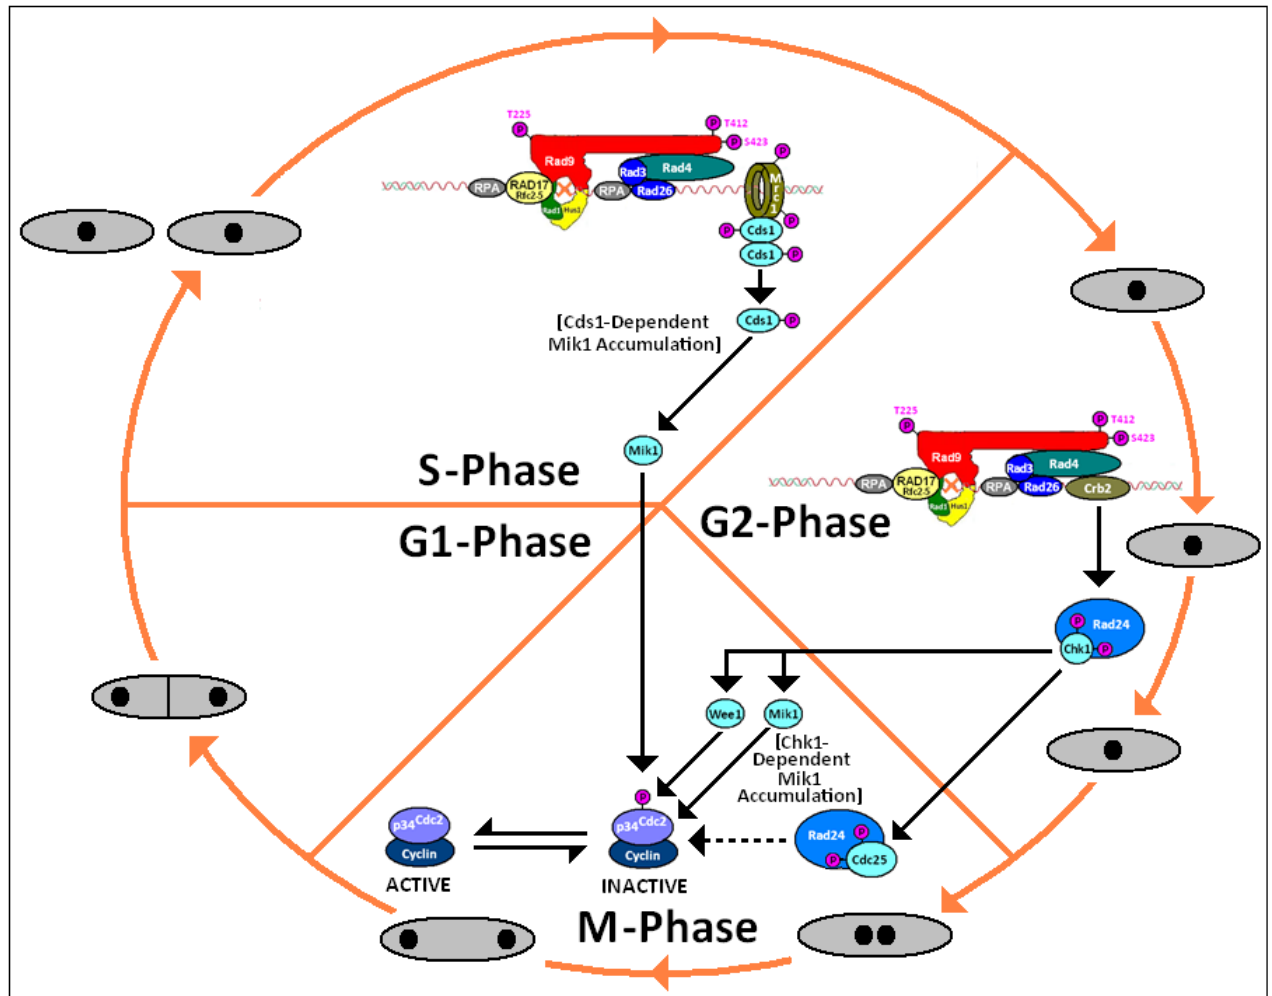 T225
P
P
T412
P
S423
Rad9
P
Rad3
Rad4
RPA
RAD17
Rfc2-5
RPA
Rad26
Mrc1
Rad1
Hus1
P
P
Cds1
Cds1
P
[Cds1-Dependent
Mik1 Accumulation]
Cds1
P
T225
P
P
T412
P
S423
Mik1
S-Phase
Rad9
Rad3
Rad4
RPA
RAD17
Rfc2-5
RPA
Rad26
Crb2
Rad1
Hus1
G1-Phase
G2-Phase
P
Rad24
Chk1
P
Wee1
Mik1
[Chk1-
Dependent
Mik1
Accumulation]
P
p34Cdc2
Cyclin
ACTIVE
p34Cdc2
Cyclin
INACTIVE
Rad24
P
P
Cdc25
M-Phase